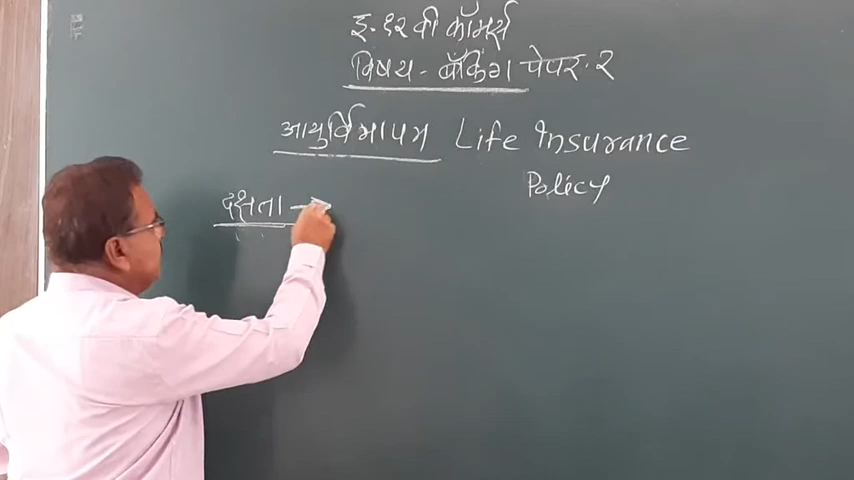 इ. १२ वी कॉमर्स
विषय - बँकिंग पेपर. २
आयुर्विमापत्र Life Insurance
Policy
दक्षता -